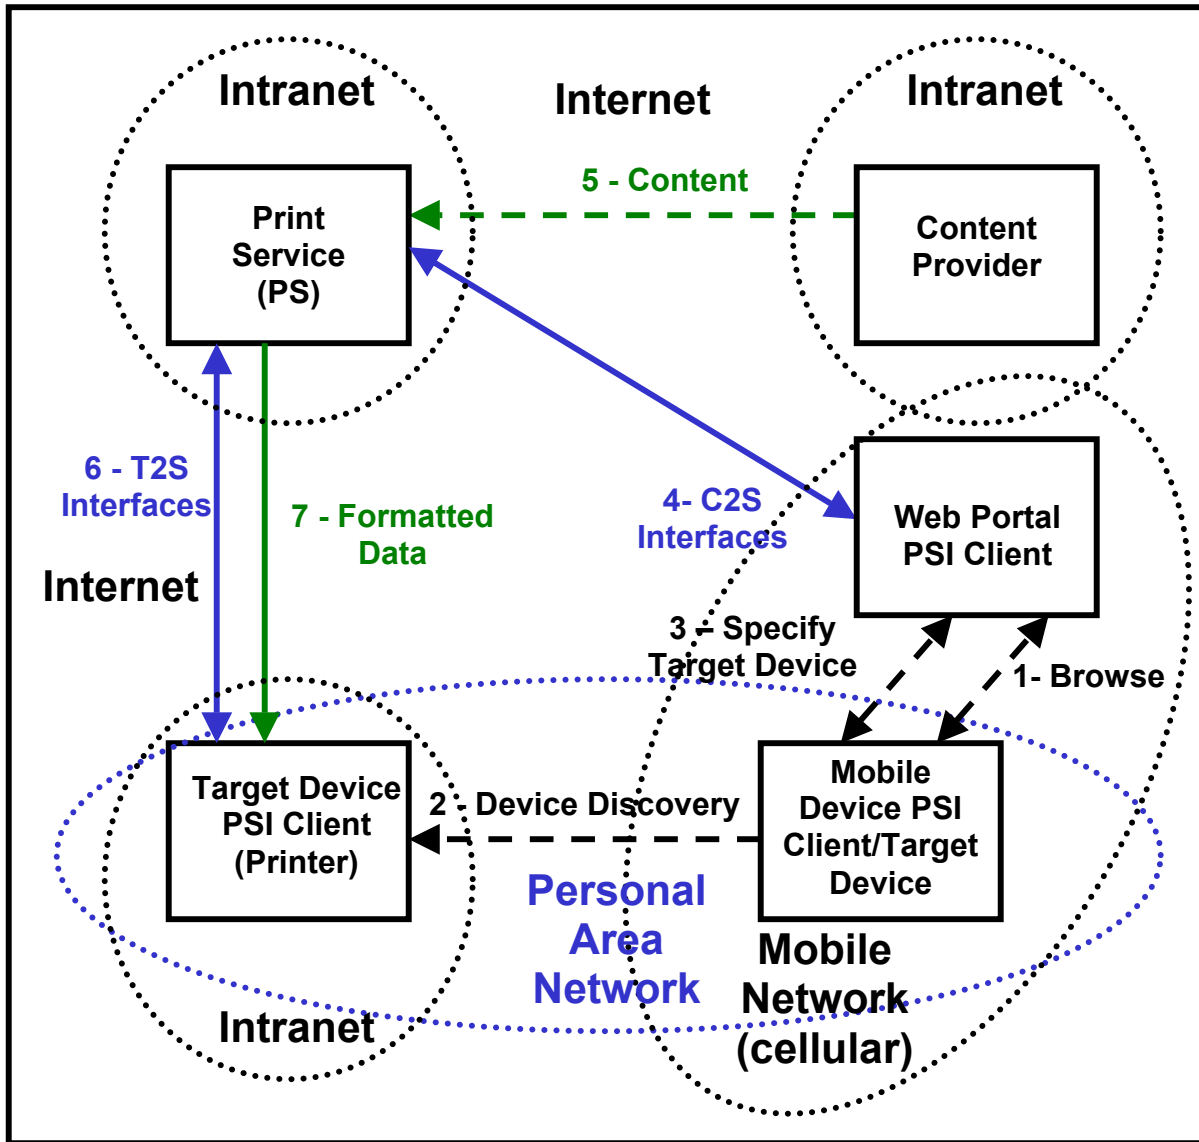 Intranet
Internet
Intranet
5 - Content
Print
Service
(PS)
Content
Provider
6 - T2S
Interfaces
7 - Formatted
Data
4- C2S
Interfaces
Web Portal
PSI Client
Internet
3 – Specify
Target Device
1- Browse
Target Device
PSI Client
(Printer)
2 - Device Discovery
Mobile
Device PSI
Client/Target
Device
Personal
Area
Network
Mobile
Network
(cellular)
Intranet